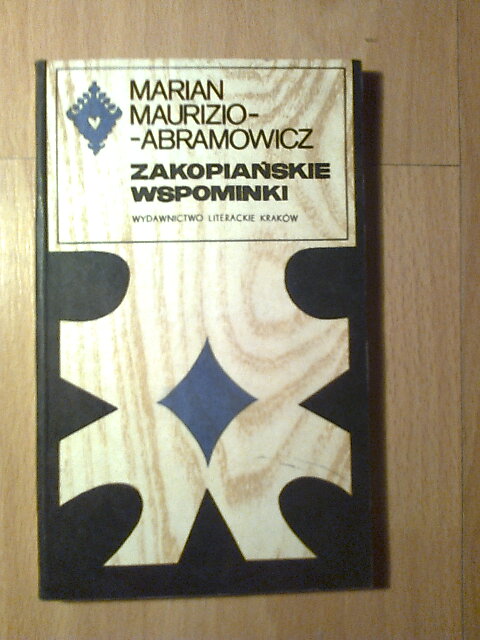 MARIAN
MAURIZIO-
-ABRAMOWICZ
ZAKOPIAŃSKIE
WSPOMINKI
WYDAWNICTWO LITERACKIE KRAKÓW